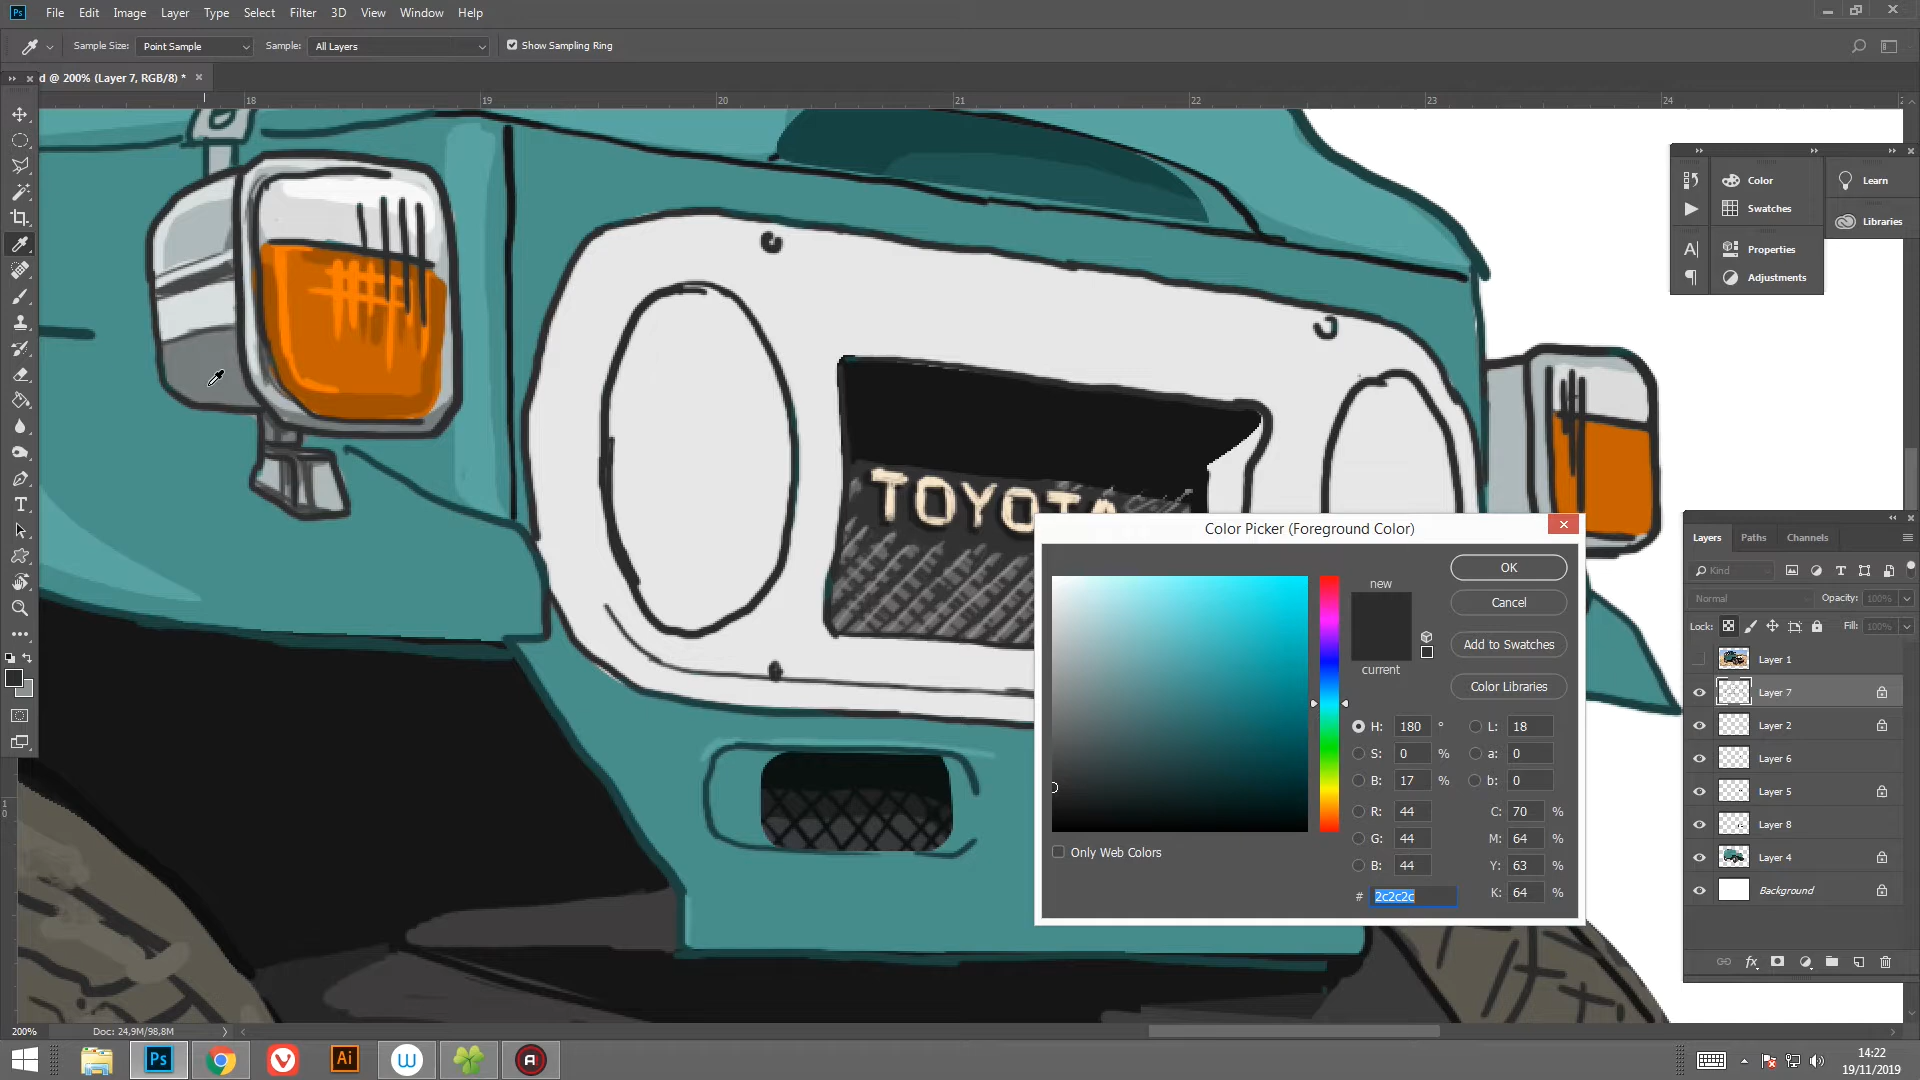 Ps File Edit Image Layer Type Select Filter 3D View Window Help
Sample Size: Point Sample Sample: All Layers Show Sampling Ring
d @ 200% (Layer 7, RGB/8) *
18 19 20 21 22 23 24
TOYOTA
Color
Swatches
Properties
Adjustments
Learn
Libraries
Color Picker (Foreground Color)
new
current
OK
Cancel
Add to Swatches
Color Libraries
H: 180 ° L: 18
S: 0 % a: 0
B: 17 % b: 0
R: 44 C: 70 %
G: 44 M: 64 %
B: 44 Y: 63 %
# 2c2c2c K: 64 %
Only Web Colors
Layers Paths Channels
Kind
Normal Opacity: 100%
Lock: Fill: 100%
Layer 1
Layer 7
Layer 2
Layer 6
Layer 5
Layer 8
Layer 4
Background
200% Doc: 24,9M/98,8M
Ps Ai W A
14:22
19/11/2019